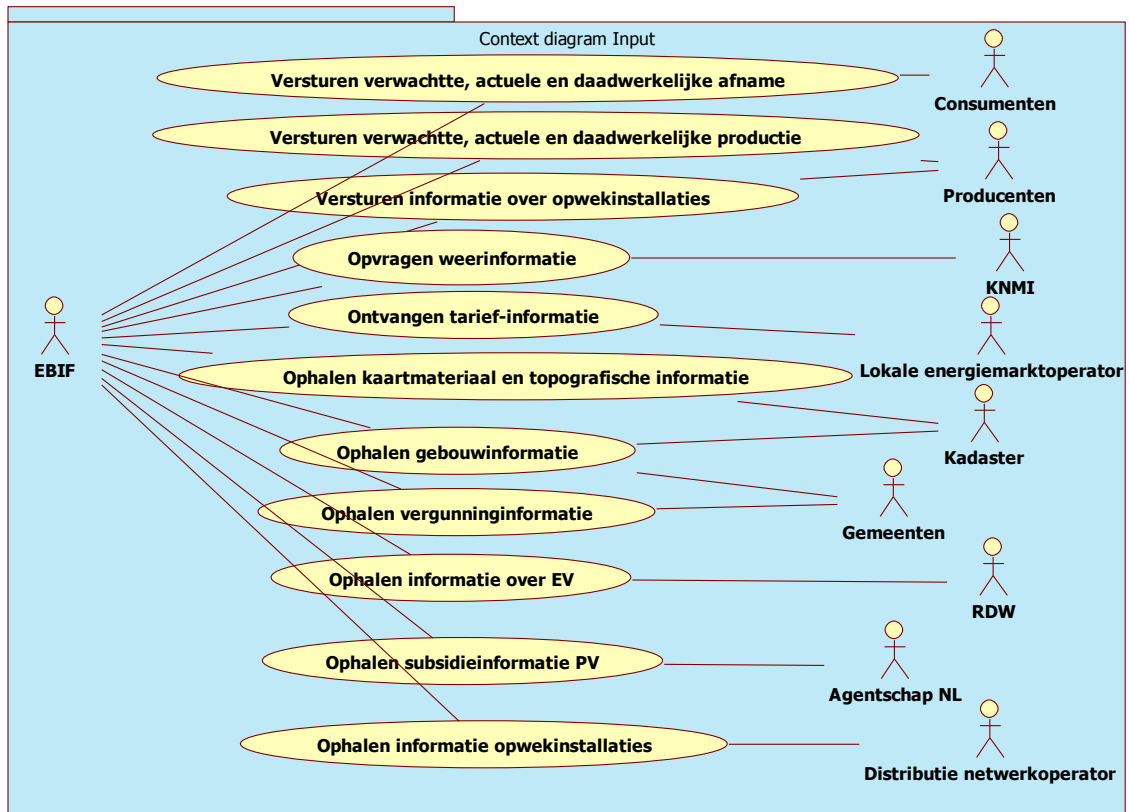 Context diagram Input
Versturen verwachtte, actuele en daadwerkelijke afname
Consumenten
Versturen verwachtte, actuele en daadwerkelijke productie
Versturen informatie over opwekinstallaties
Producenten
Opvragen weerinformatie
KNMI
Ontvangen tarief-informatie
EBIF
Lokale energiemarktoperator
Ophalen kaartmateriaal en topografische informatie
Ophalen gebouwinformatie
Kadaster
Ophalen vergunninginformatie
Gemeenten
Ophalen informatie over EV
RDW
Ophalen subsidieinformatie PV
Agentschap NL
Ophalen informatie opwekinstallaties
Distributie netwerkoperator